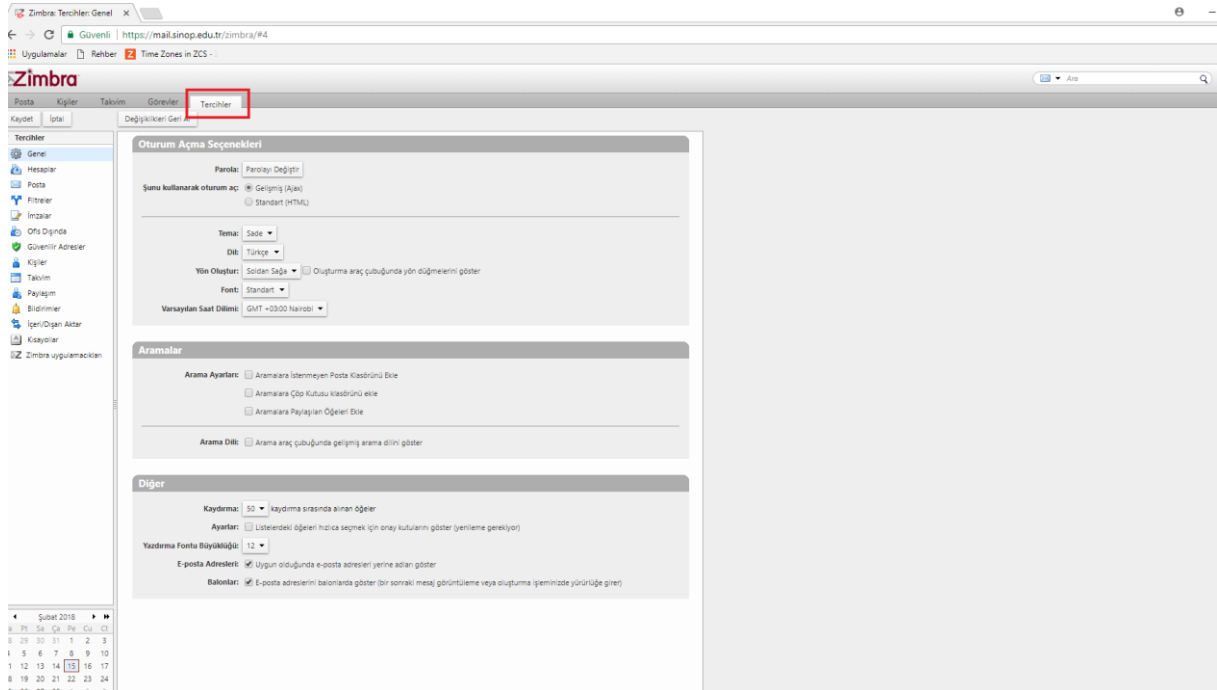 Zimbra: Tercihler: Genel
Güvenli | https://mail.sinop.edu.tr/zimbra/#4
Uygulamalar Rehber Time Zones in ZCS -
Zimbra
Ara
Posta Kişiler Takvim Görevler Tercihler
Kaydet İptal Değişiklikleri Geri Al
Tercihler
Genel
Hesaplar
Posta
Filtreler
İmzalar
Ofis Dışında
Güvenilir Adresler
Kişiler
Takvim
Paylaşım
Bildirimler
İçeri/Dışarı Aktar
Kısayollar
Zimbra uygulamacıkları
Oturum Açma Seçenekleri
Parola: Parolayı Değiştir
Şunu kullanarak oturum aç: Gelişmiş (Ajax)
Standart (HTML)
Tema: Sade
Dil: Türkçe
Yön Oluştur: Soldan Sağa Oluşturma araç çubuğunda yön düğmelerini göster
Font: Standart
Varsayılan Saat Dilimi: GMT +03:00 Nairobi
Aramalar
Arama Ayarları: Aramalara İstenmeyen Posta Klasörünü Ekle
Aramalara Çöp Kutusu klasörünü ekle
Aramalara Paylaşılan Öğeleri Ekle
Arama Dili: Arama araç çubuğunda gelişmiş arama dilini göster
Diğer
Kaydırma: 50 kaydırma sırasında alınan öğeler
Ayarlar: Listelerdeki öğeleri hızlıca seçmek için onay kutularını göster (yenileme gerekiyor)
Yazdırma Fontu Büyüklüğü: 12
E-posta Adresleri: Uygun olduğunda e-posta adresleri yerine adları göster
Balonlar: E-posta adreslerini balonlarda göster (bir sonraki mesaj görüntüleme veya oluşturma işleminizde yürürlüğe girer)
Şubat 2018
Pt Sa Ça Pe Cu Ct
29 30 31 1 2 3
5 6 7 8 9 10
12 13 14 15 16 17
19 20 21 22 23 24